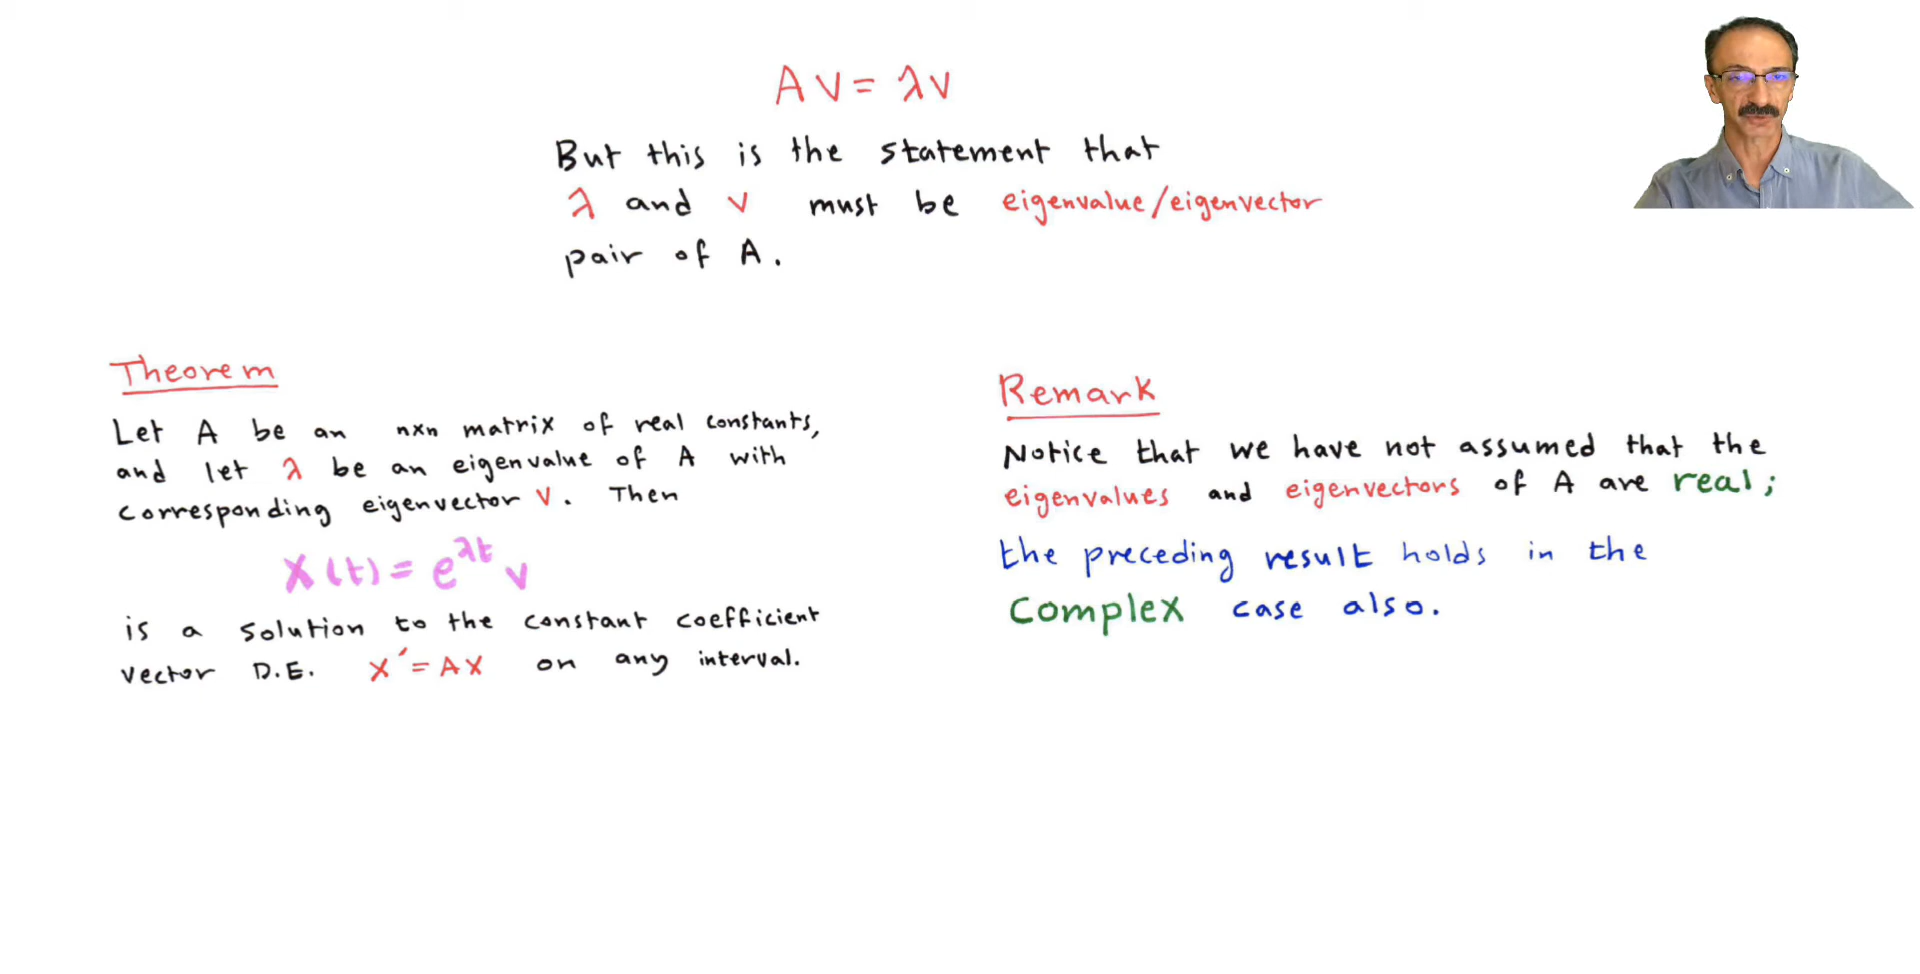 A v = λv
But this is the statement that
λ and v must be eigenvalue/eigenvector
pair of A.
Theorem
Let A be an nxn matrix of real constants,
and let λ be an eigenvalue of A with
corresponding eigenvector v. Then
x(t) = e^{λt} v
is a solution to the constant coefficient
vector D.E. x' = Ax on any interval.
Remark
Notice that we have not assumed that the
eigenvalues and eigenvectors of A are real;
the preceding result holds in the
complex case also.